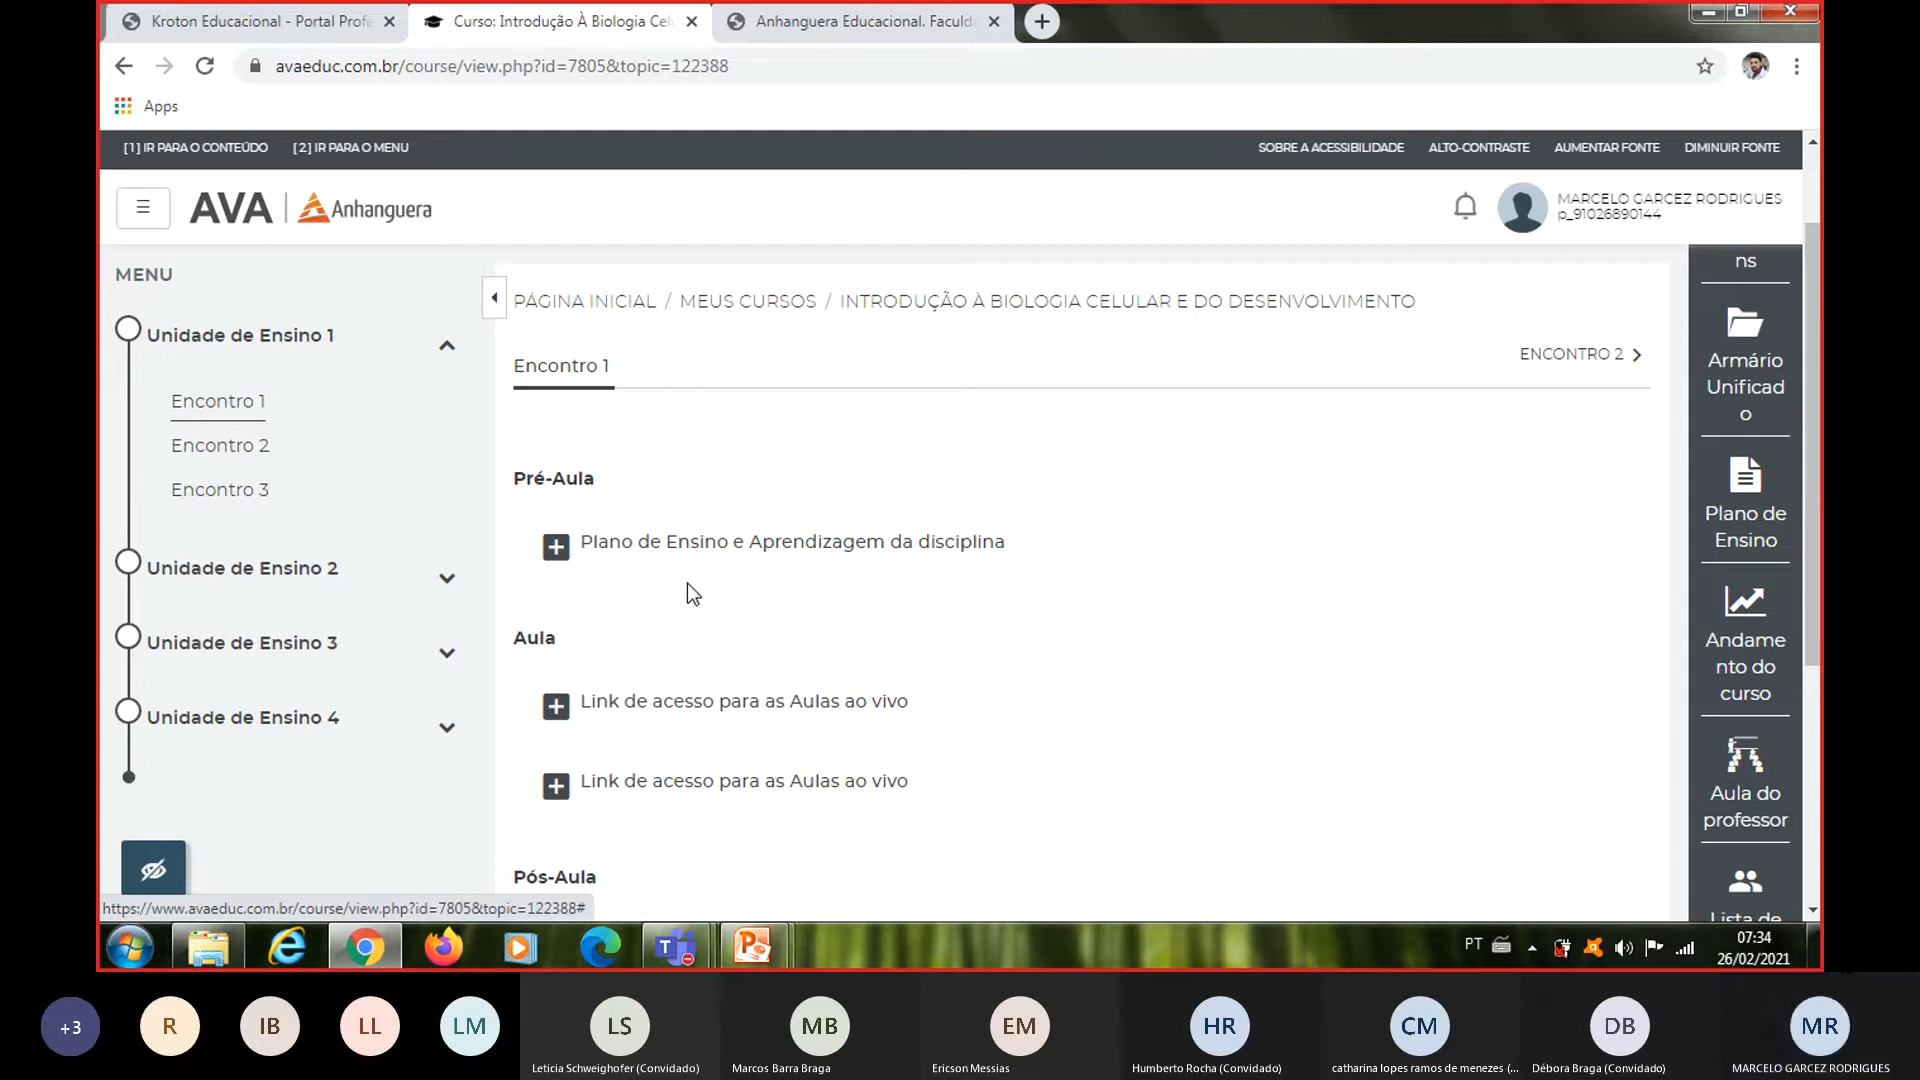 Kroton Educacional - Portal Profe
Curso: Introdução À Biologia Cel
Anhanguera Educacional. Faculd
avaeduc.com.br/course/view.php?id=7805&topic=122388
Apps
[1] IR PARA O CONTEÚDO
[2] IR PARA O MENU
SOBRE A ACESSIBILIDADE
ALTO-CONTRASTE
AUMENTAR FONTE
DIMINUIR FONTE
AVA
Anhanguera
MARCELO GARCEZ RODRIGUES
p_91026890144
MENU
Unidade de Ensino 1
Encontro 1
Encontro 2
Encontro 3
Unidade de Ensino 2
Unidade de Ensino 3
Unidade de Ensino 4
PÁGINA INICIAL / MEUS CURSOS / INTRODUÇÃO À BIOLOGIA CELULAR E DO DESENVOLVIMENTO
Encontro 1
ENCONTRO 2
Pré-Aula
Plano de Ensino e Aprendizagem da disciplina
Aula
Link de acesso para as Aulas ao vivo
Link de acesso para as Aulas ao vivo
Pós-Aula
ns
Armário
Unificad
o
Plano de
Ensino
Andame
nto do
curso
Aula do
professor
Lista de
https://www.avaeduc.com.br/course/view.php?id=7805&topic=122388#
PT
07:34
26/02/2021
+3
R
IB
LL
LM
LS
MB
EM
HR
CM
DB
MR
Leticia Schweighofer (Convidado)
Marcos Barra Braga
Ericson Messias
Humberto Rocha (Convidado)
catharina lopes ramos de menezes (...
Débora Braga (Convidado)
MARCELO GARCEZ RODRIGUES